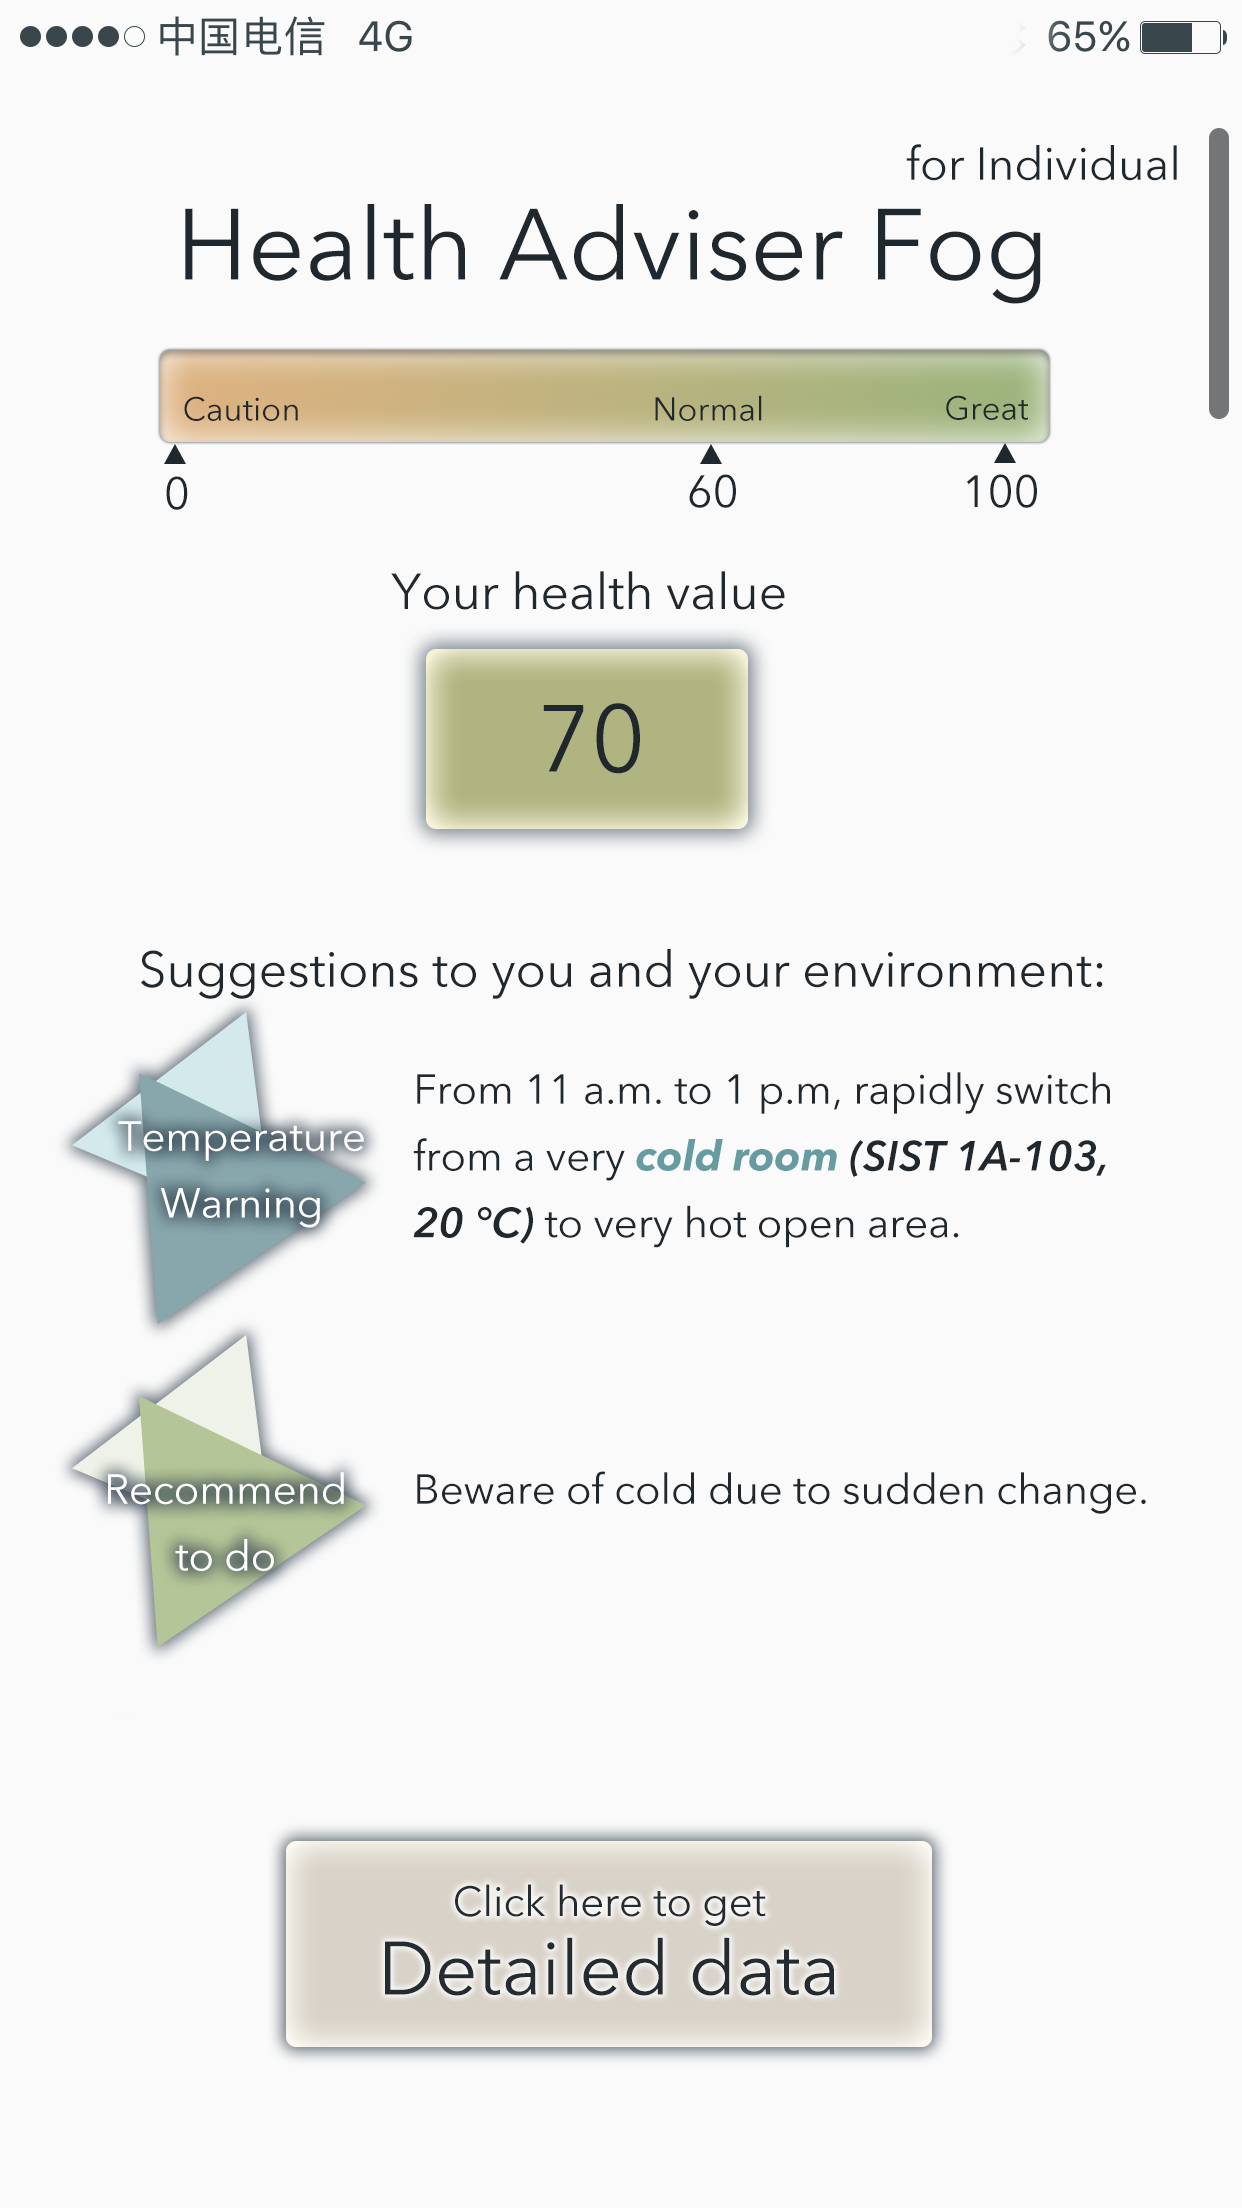 中国电信 4G 65%
for Individual
Health Adviser Fog
Caution Normal Great
0 60 100
Your health value
70
Suggestions to you and your environment:
Temperature
Warning
From 11 a.m. to 1 p.m, rapidly switch
from a very cold room (SIST 1A-103,
20 °C) to very hot open area.
Recommend
to do
Beware of cold due to sudden change.
Click here to get
Detailed data